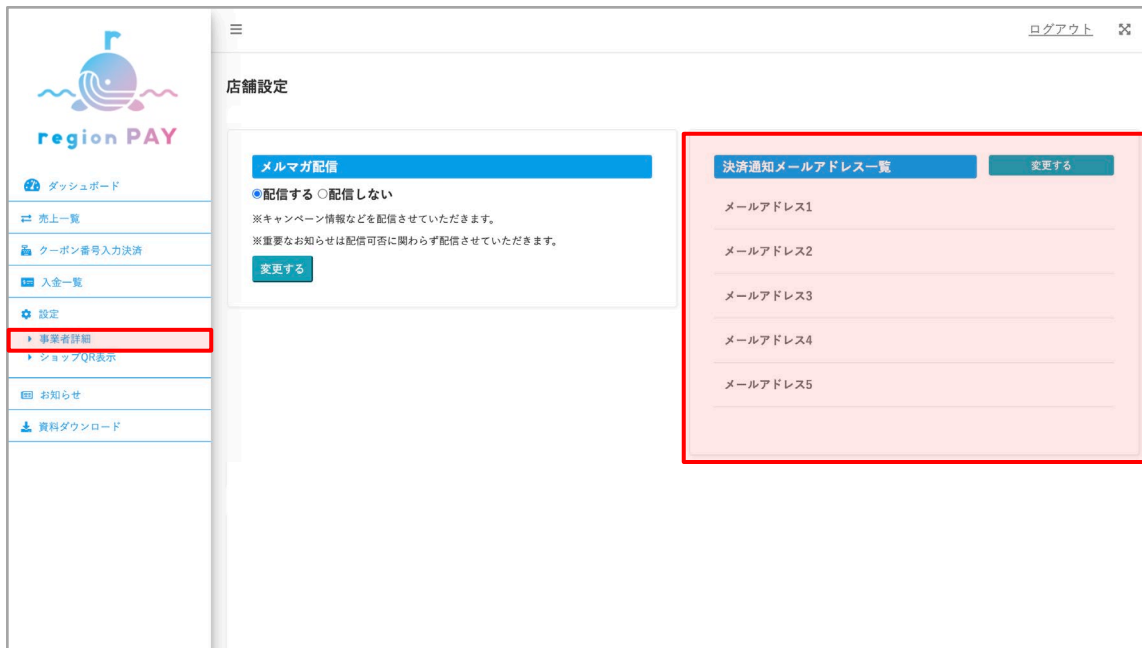 region PAY
ダッシュボード
売上一覧
クーポン番号入力決済
入金一覧
設定
事業者詳細
ショップQR表示
お知らせ
資料ダウンロード
ログアウト
店舗設定
メルマガ配信
配信する 配信しない
※キャンペーン情報などを配信させていただきます。
※重要なお知らせは配信可否に関わらず配信させていただきます。
変更する
決済通知メールアドレス一覧 変更する
メールアドレス1
メールアドレス2
メールアドレス3
メールアドレス4
メールアドレス5